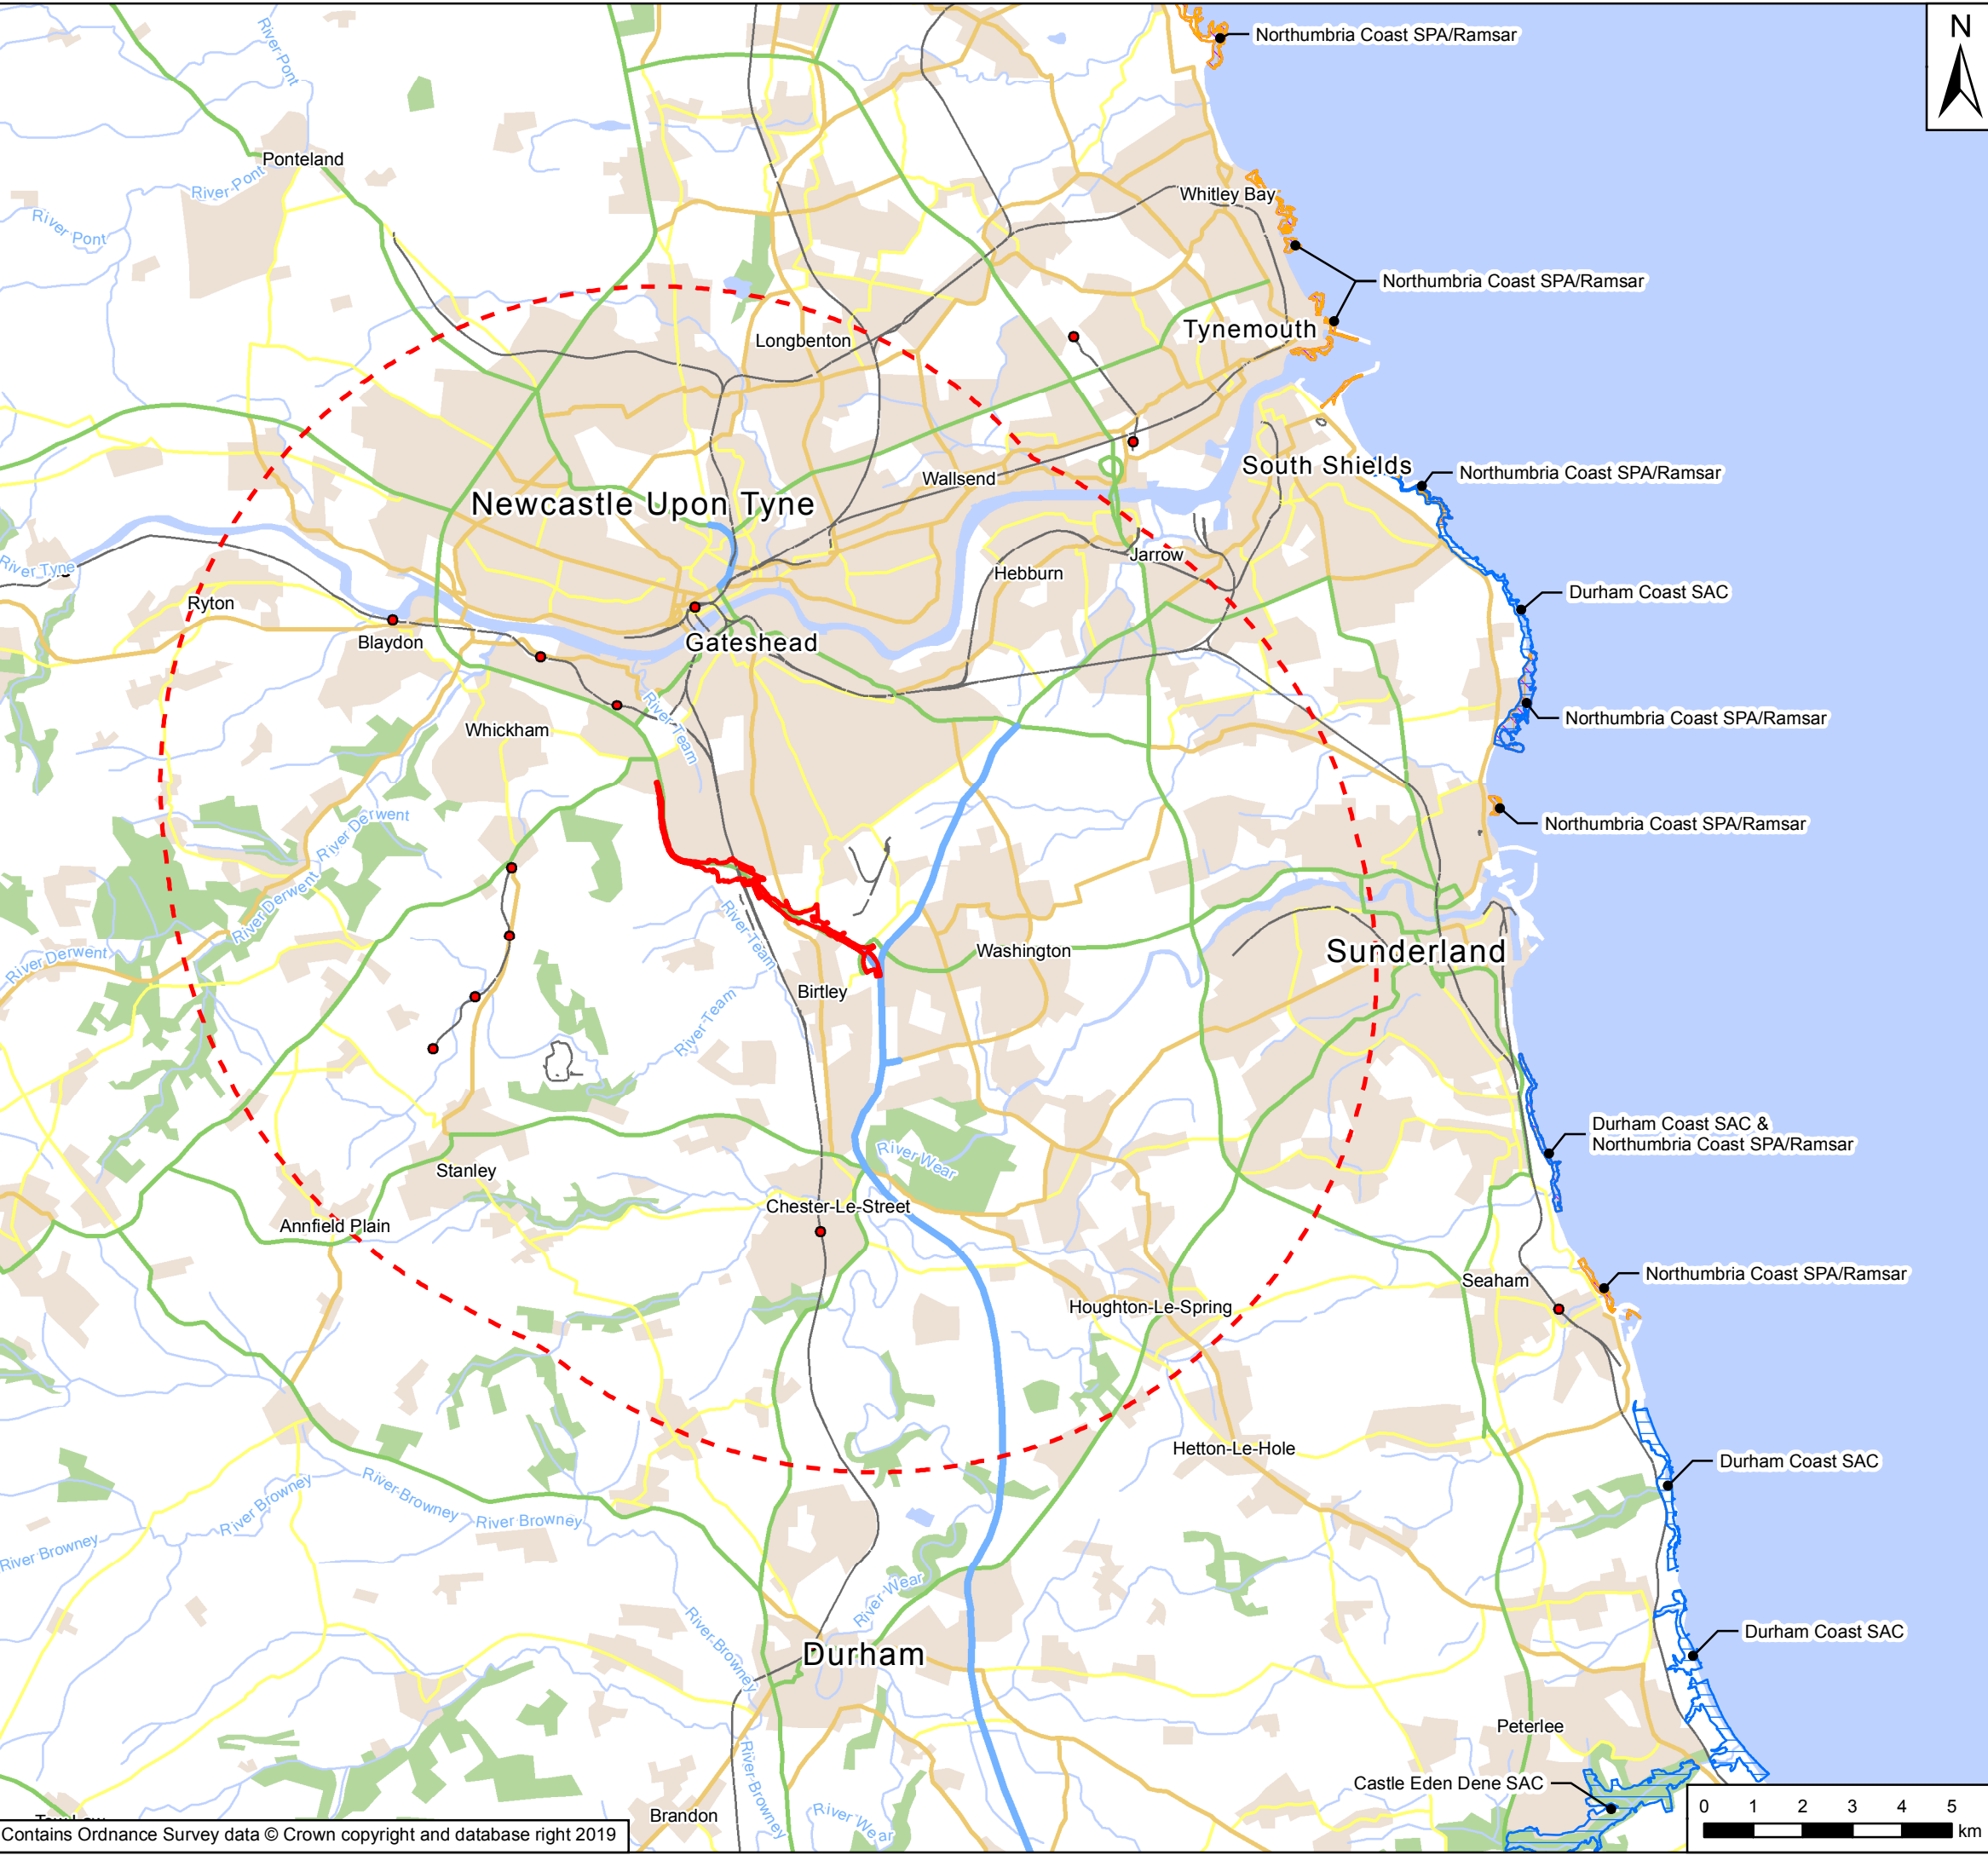 N
Northumbria Coast SPA/Ramsar
River Pont
Ponteland
River Pont
River Pont
Whitley Bay
Northumbria Coast SPA/Ramsar
Tynemouth
Longbenton
South Shields
Northumbria Coast SPA/Ramsar
Wallsend
Newcastle Upon Tyne
Jarrow
Hebburn
River Tyne
Durham Coast SAC
Ryton
Blaydon
Gateshead
Northumbria Coast SPA/Ramsar
River Team
Whickham
River Derwent
Northumbria Coast SPA/Ramsar
River Derwent
River Team
Washington
Sunderland
River Derwent
Birtley
River Team
Durham Coast SAC &
Northumbria Coast SPA/Ramsar
River Wear
Stanley
Chester-Le-Street
Annfield Plain
Northumbria Coast SPA/Ramsar
Seaham
Houghton-Le-Spring
Hetton-Le-Hole
Durham Coast SAC
River Browney
River Browney
River Browney
River Browney
River Wear
Durham Coast SAC
River Browney
Durham
Peterlee
Castle Eden Dene SAC
River Browney
Brandon
River Wear
0 1 2 3 4 5
km
Contains Ordnance Survey data © Crown copyright and database right 2019